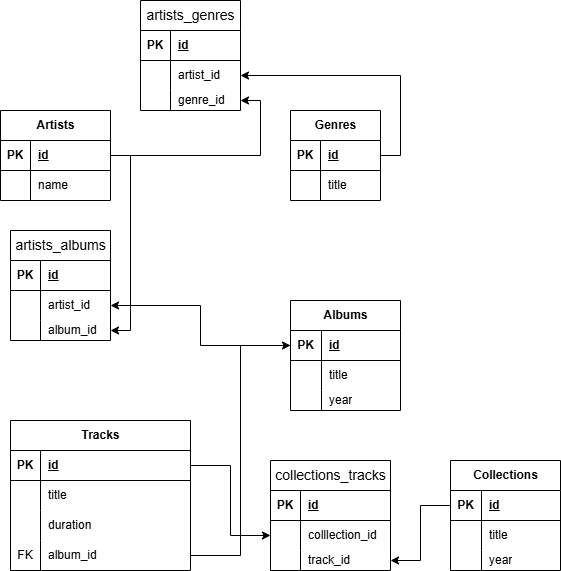 artists_genres
PK id
artist_id
genre_id
Artists
PK id
name
Genres
PK id
title
artists_albums
PK id
artist_id
album_id
Albums
PK id
title
year
Tracks
PK id
title
duration
FK album_id
collections_tracks
PK id
colllection_id
track_id
Collections
PK id
title
year